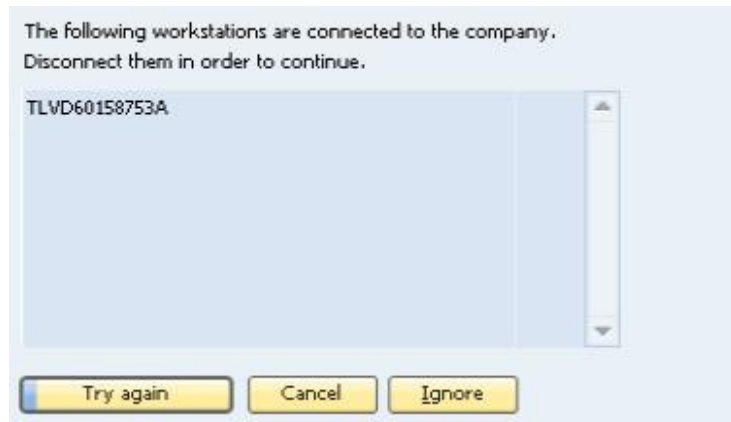 The following workstations are connected to the company.
Disconnect them in order to continue.
TLVD60158753A
Try again
Cancel
Ignore